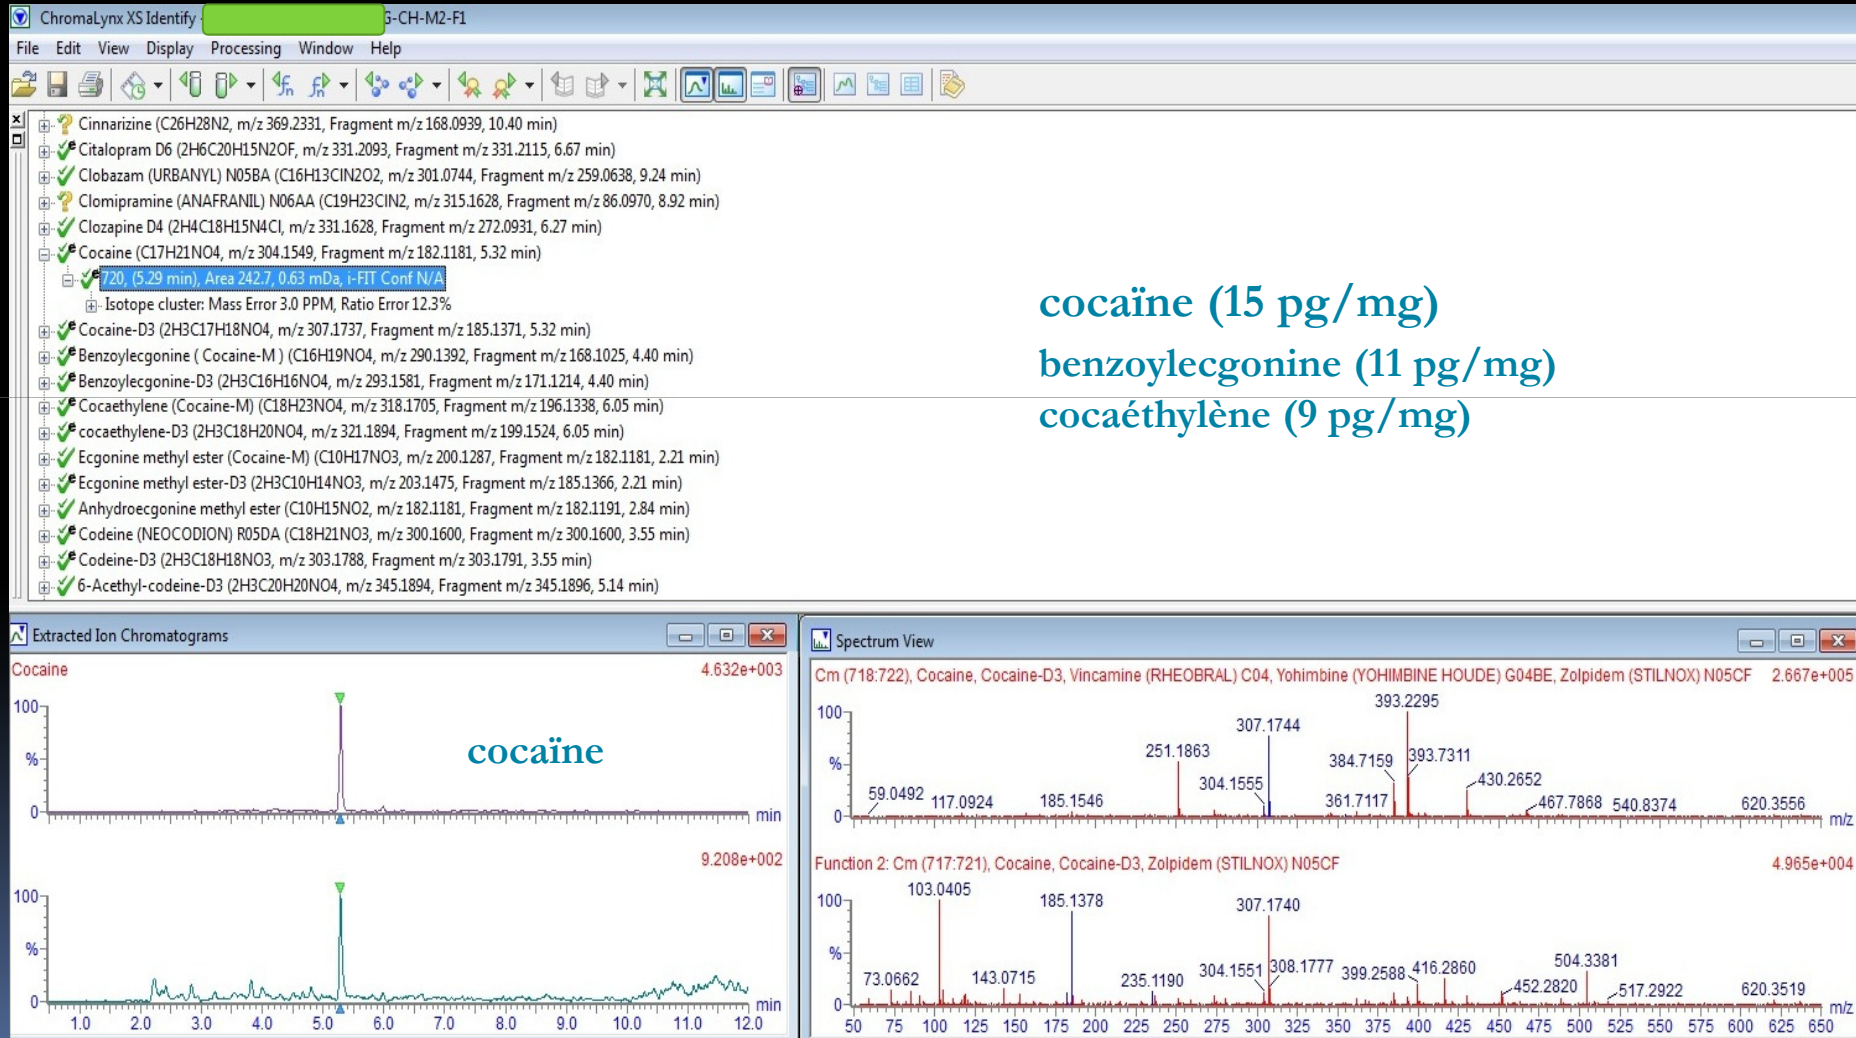 ChromaLynx XS Identify - G-CH-M2-F1
File Edit View Display Processing Window Help
Cinnarizine (C26H28N2, m/z 369.2331, Fragment m/z 168.0939, 10.40 min)
Citalopram D6 (2H6C20H15N2OF, m/z 331.2093, Fragment m/z 331.2115, 6.67 min)
Clobazam (URBANYL) N05BA (C16H13ClN2O2, m/z 301.0744, Fragment m/z 259.0638, 9.24 min)
Clomipramine (ANAFRANIL) N06AA (C19H23ClN2, m/z 315.1628, Fragment m/z 86.0970, 8.92 min)
Clozapine D4 (2H4C18H15N4Cl, m/z 331.1628, Fragment m/z 272.0931, 6.27 min)
Cocaine (C17H21NO4, m/z 304.1549, Fragment m/z 182.1181, 5.32 min)
720, (5.29 min), Area 242.7, 0.63 mDa, i-FIT Conf N/A
Isotope cluster: Mass Error 3.0 PPM, Ratio Error 12.3%
Cocaine-D3 (2H3C17H18NO4, m/z 307.1737, Fragment m/z 185.1371, 5.32 min)
Benzoylecgonine ( Cocaine-M ) (C16H19NO4, m/z 290.1392, Fragment m/z 168.1025, 4.40 min)
Benzoylecgonine-D3 (2H3C16H16NO4, m/z 293.1581, Fragment m/z 171.1214, 4.40 min)
Cocaethylene (Cocaine-M) (C18H23NO4, m/z 318.1705, Fragment m/z 196.1338, 6.05 min)
cocaethylene-D3 (2H3C18H20NO4, m/z 321.1894, Fragment m/z 199.1524, 6.05 min)
Ecgonine methyl ester (Cocaine-M) (C10H17NO3, m/z 200.1287, Fragment m/z 182.1181, 2.21 min)
Ecgonine methyl ester-D3 (2H3C10H14NO3, m/z 203.1475, Fragment m/z 185.1366, 2.21 min)
Anhydroecgonine methyl ester (C10H15NO2, m/z 182.1181, Fragment m/z 182.1191, 2.84 min)
Codeine (NEOCODION) R05DA (C18H21NO3, m/z 300.1600, Fragment m/z 300.1600, 3.55 min)
Codeine-D3 (2H3C18H18NO3, m/z 303.1788, Fragment m/z 303.1791, 3.55 min)
6-Acethyl-codeine-D3 (2H3C20H20NO4, m/z 345.1894, Fragment m/z 345.1896, 5.14 min)
cocaïne (15 pg/mg)
benzoylecgonine (11 pg/mg)
cocaéthylène (9 pg/mg)
Extracted Ion Chromatograms
Cocaine 4.632e+003
100
%
0
min
cocaïne
9.208e+002
100
%
0
min
1.0 2.0 3.0 4.0 5.0 6.0 7.0 8.0 9.0 10.0 11.0 12.0
Spectrum View
Cm (718:722), Cocaine, Cocaine-D3, Vincamine (RHEOBRAL) C04, Yohimbine (YOHIMBINE HOUDE) G04BE, Zolpidem (STILNOX) N05CF 2.667e+005
100
%
0
59.0492 117.0924 185.1546 251.1863 304.1555 307.1744 361.7117 384.7159 393.2295 393.7311 430.2652 467.7868 540.8374 620.3556
m/z
Function 2: Cm (717:721), Cocaine, Cocaine-D3, Zolpidem (STILNOX) N05CF 4.965e+004
100
%
0
73.0662 103.0405 143.0715 185.1378 235.1190 304.1551 307.1740 308.1777 399.2588 416.2860 452.2820 504.3381 517.2922 620.3519
m/z
50 75 100 125 150 175 200 225 250 275 300 325 350 375 400 425 450 475 500 525 550 575 600 625 650